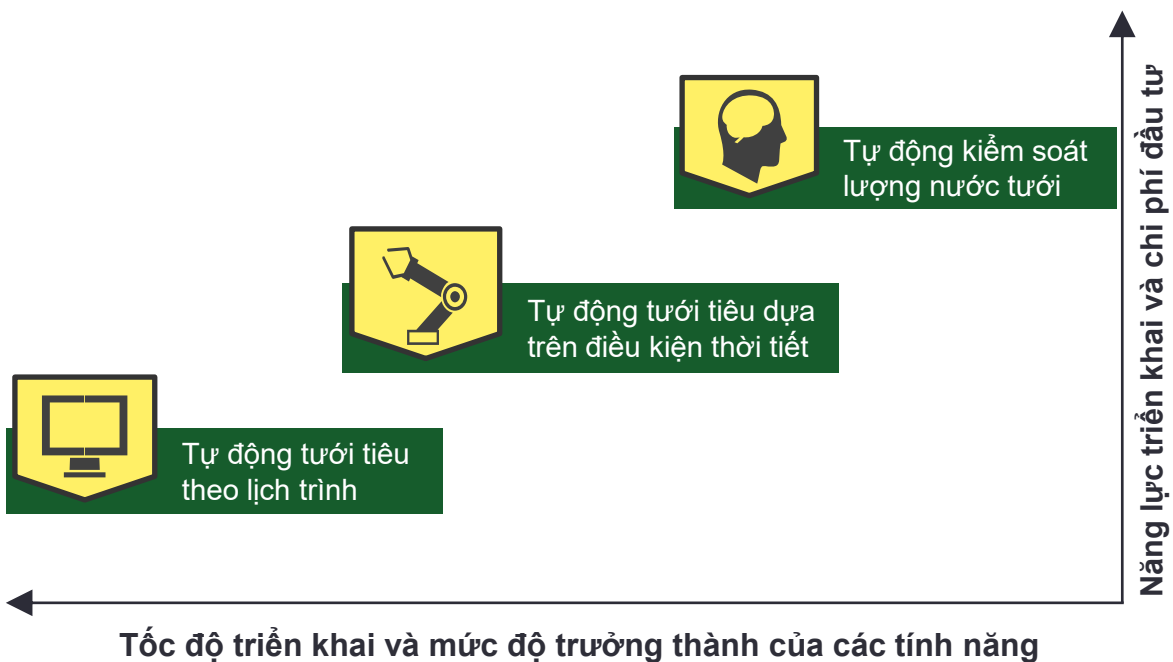 Tự động kiểm soát
lượng nước tưới
Tự động tưới tiêu dựa
trên điều kiện thời tiết
Tự động tưới tiêu
theo lịch trình
Năng lực triển khai và chi phí đầu tư
Tốc độ triển khai và mức độ trưởng thành của các tính năng